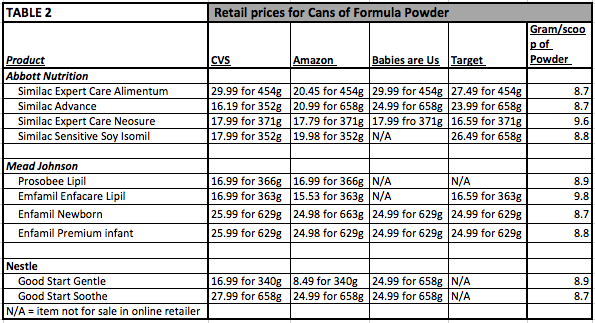 TABLE 2 Retail prices for Cans of Formula Powder
Gram/scoo
p of
Product CVS Amazon Babies are Us Target Powder
Abbott Nutrition
Similac Expert Care Alimentum 29.99 for 454g 20.45 for 454g 29.99 for 454g 27.49 for 454g 8.7
Similac Advance 16.19 for 352g 20.99 for 658g 24.99 for 658g 23.99 for 658g 8.7
Similac Expert Care Neosure 17.99 for 371g 17.79 for 371g 17.99 fro 371g 16.59 for 371g 9.6
Similac Sensitive Soy Isomil 17.99 for 352g 19.98 for 352g N/A 26.49 for 658g 8.8
Mead Johnson
Prosobee Lipil 16.99 for 366g 16.99 for 366g N/A N/A 8.9
Emfamil Enfacare Lipil 16.99 for 363g 15.53 for 363g N/A 16.59 for 363g 9.8
Enfamil Newborn 25.99 for 629g 24.98 for 663g 24.99 for 629g 24.99 for 629g 8.7
Enfamil Premium infant 25.99 for 629g 24.98 for 629g 24.99 for 629g 24.99 for 629g 8.8
Nestle
Good Start Gentle 16.99 for 340g 8.49 for 340g 24.99 for 658g N/A 8.9
Good Start Soothe 27.99 for 658g 24.99 for 658g 24.99 for 658g N/A 8.7
N/A = item not for sale in online retailer